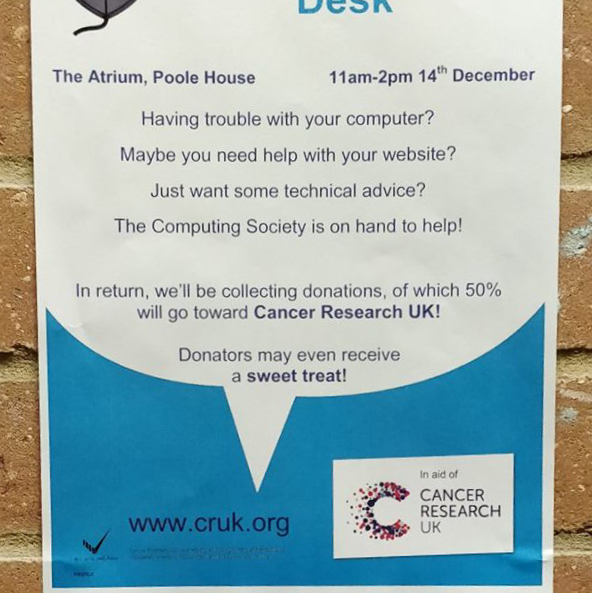 Desk
The Atrium, Poole House
11am-2pm 14th December
Having trouble with your computer?
Maybe you need help with your website?
Just want some technical advice?
The Computing Society is on hand to help!
In return, we'll be collecting donations, of which 50%
will go toward Cancer Research UK!
Donators may even receive
a sweet treat!
www.cruk.org
In aid of
CANCER
RESEARCH
UK